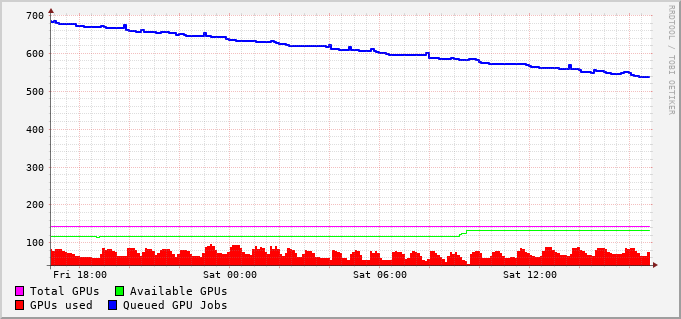 700
600
500
400
300
200
100
Fri 18:00 Sat 00:00 Sat 06:00 Sat 12:00
Total GPUs Available GPUs
GPUs used Queued GPU Jobs
RRDTOOL / TOBI OETIKER